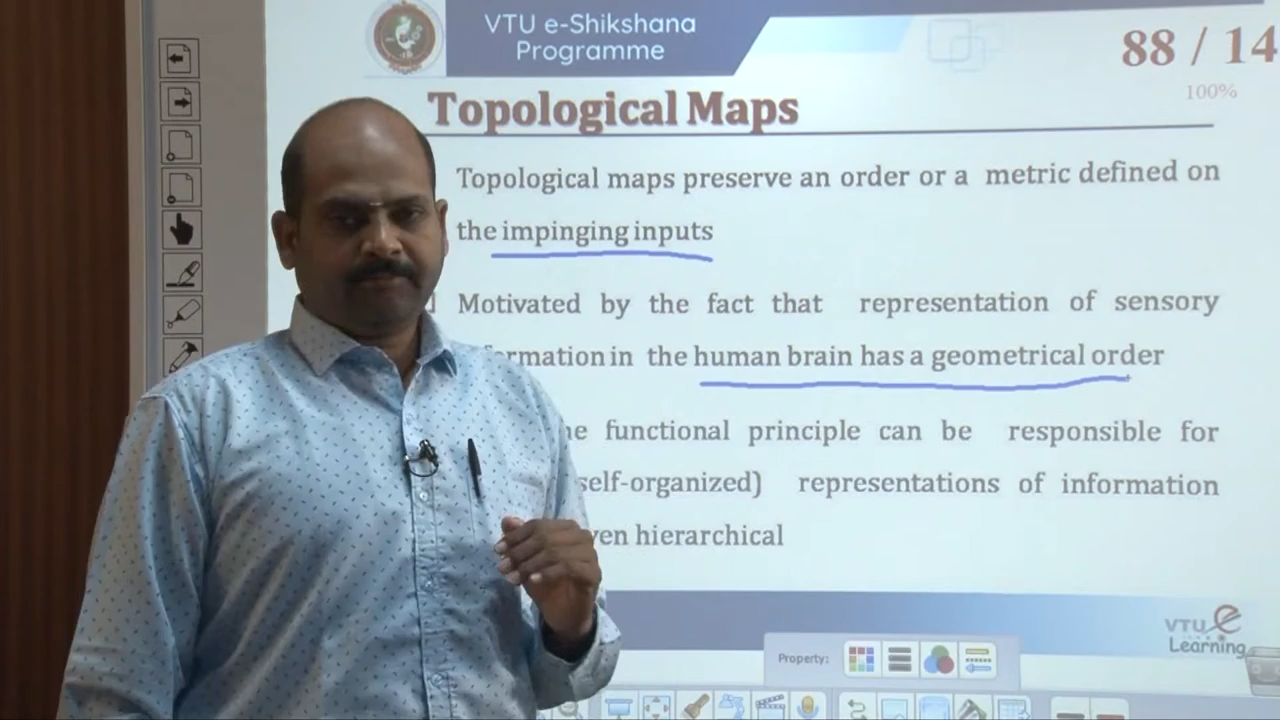 VTU e-Shikshana
Programme
88 / 14
100%
Topological Maps
Topological maps preserve an order or a metric defined on
the impinging inputs
Motivated by the fact that representation of sensory
in the human brain has a geometrical order
functional principle can be responsible for
self-organized) representations of information
hierarchical
VTU e
Learning
Property: